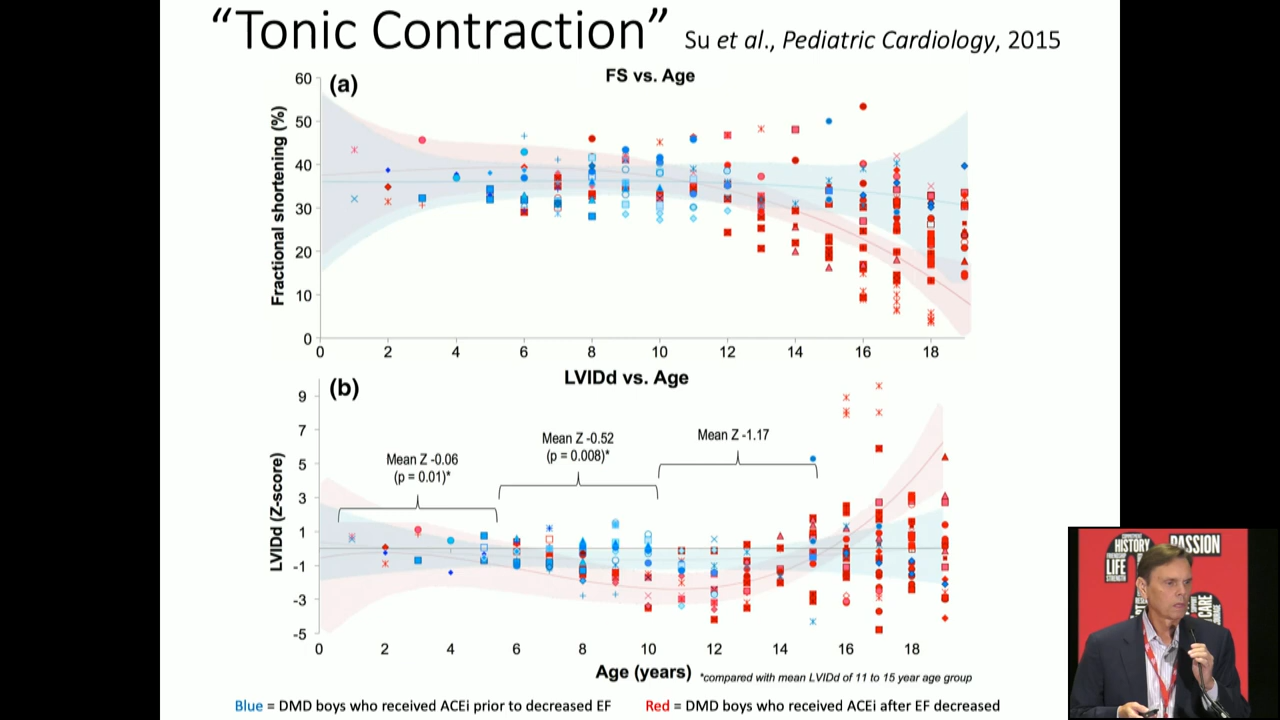 “Tonic Contraction” Su et al., Pediatric Cardiology, 2015
FS vs. Age
(a)
Fractional shortening (%)
60
50
40
30
20
10
0
0 2 4 6 8 10 12 14 16 18
LVIDd vs. Age
(b)
LVIDd (Z-score)
9
7
5
3
1
-1
-3
-5
Mean Z -0.06
(p = 0.01)*
Mean Z -0.52
(p = 0.008)*
Mean Z -1.17
0 2 4 6 8 10 12 14 16 18
Age (years)
*compared with mean LVIDd of 11 to 15 year age group
Blue = DMD boys who received ACEi prior to decreased EF
Red = DMD boys who received ACEi after EF decreased
HISTORY
LIFE
STRENGTH
PASSION
CARE